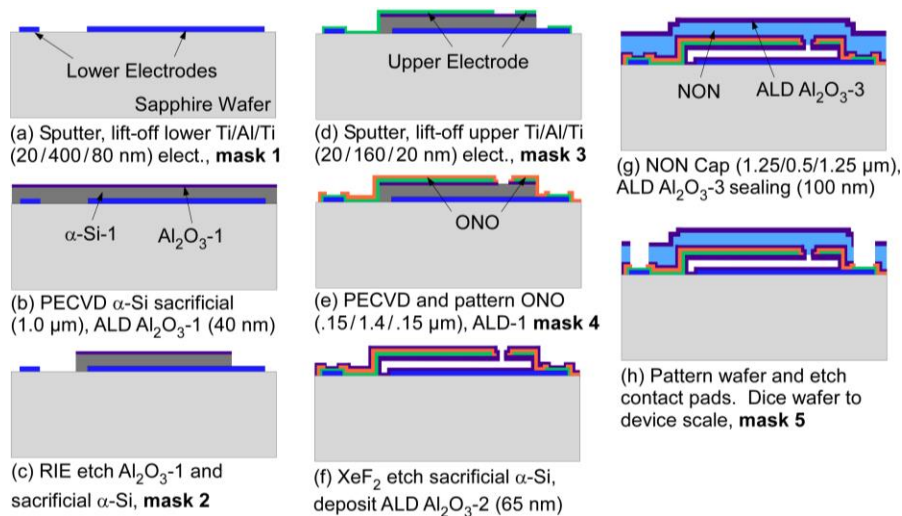 Lower Electrodes
Sapphire Wafer
(a) Sputter, lift-off lower Ti/Al/Ti
(20/400/80 nm) elect., mask 1
α-Si-1
Al₂O₃-1
(b) PECVD α-Si sacrificial
(1.0 µm), ALD Al₂O₃-1 (40 nm)
(c) RIE etch Al₂O₃-1 and
sacrificial α-Si, mask 2
Upper Electrode
(d) Sputter, lift-off upper Ti/Al/Ti
(20/160/20 nm) elect., mask 3
ONO
(e) PECVD and pattern ONO
(.15/1.4/.15 µm), ALD-1 mask 4
(f) XeF₂ etch sacrificial α-Si,
deposit ALD Al₂O₃-2 (65 nm)
NON
ALD Al₂O₃-3
(g) NON Cap (1.25/0.5/1.25 µm),
ALD Al₂O₃-3 sealing (100 nm)
(h) Pattern wafer and etch
contact pads. Dice wafer to
device scale, mask 5